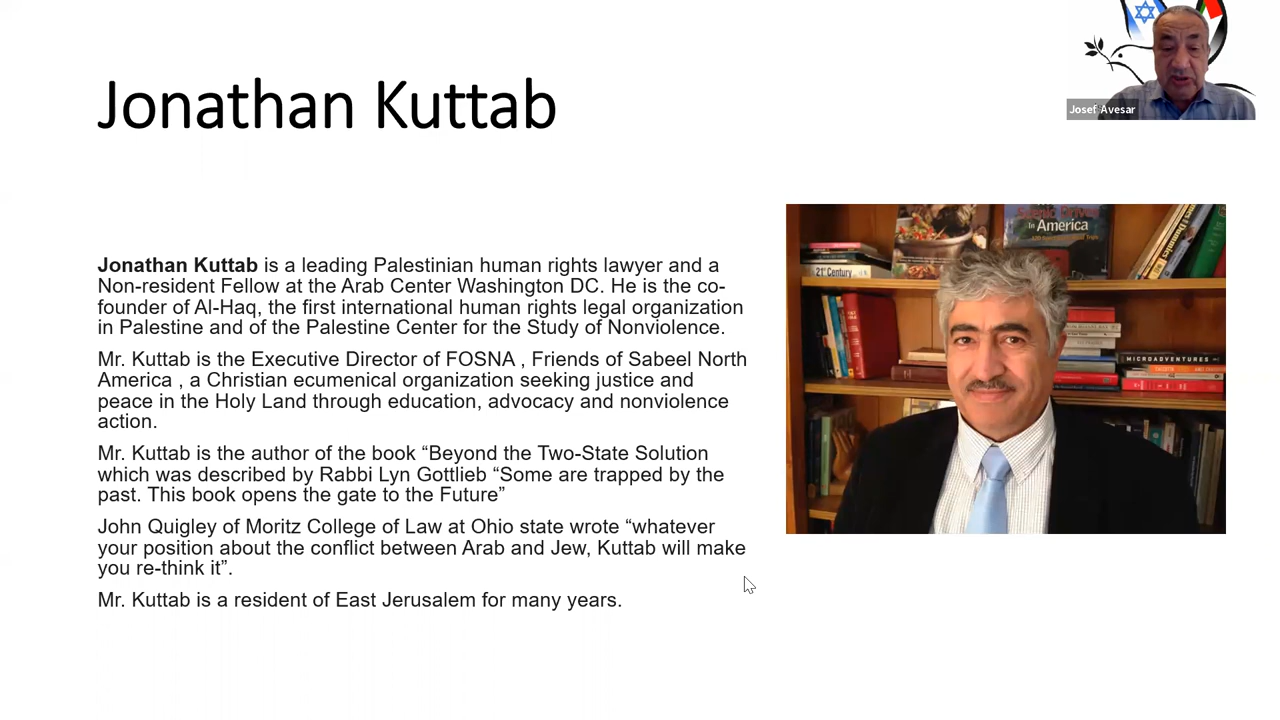 Jonathan Kuttab
Josef Avesar
Jonathan Kuttab is a leading Palestinian human rights lawyer and a
Non-resident Fellow at the Arab Center Washington DC. He is the co-
founder of Al-Haq, the first international human rights legal organization
in Palestine and of the Palestine Center for the Study of Nonviolence.
Mr. Kuttab is the Executive Director of FOSNA , Friends of Sabeel North
America , a Christian ecumenical organization seeking justice and
peace in the Holy Land through education, advocacy and nonviolence
action.
Mr. Kuttab is the author of the book “Beyond the Two-State Solution
which was described by Rabbi Lyn Gottlieb “Some are trapped by the
past. This book opens the gate to the Future”
John Quigley of Moritz College of Law at Ohio state wrote “whatever
your position about the conflict between Arab and Jew, Kuttab will make
you re-think it”.
Mr. Kuttab is a resident of East Jerusalem for many years.
Scenic Drives
In America
21st Century
MICROADVENTURES